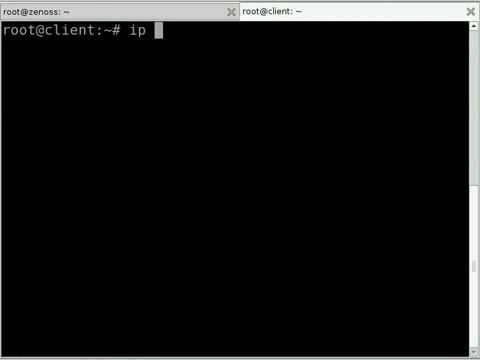 root@zenoss: ~
root@client: ~
root@client:~# ip